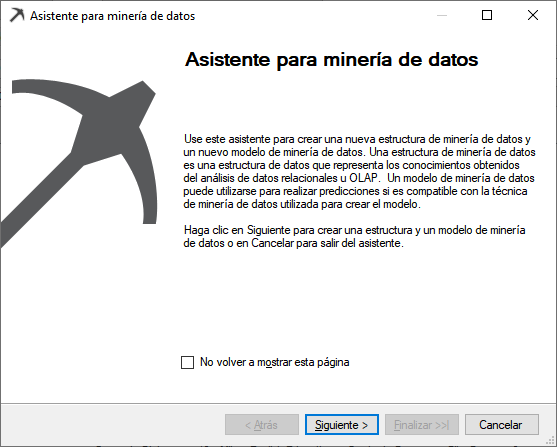 Asistente para minería de datos
Asistente para minería de datos
Use este asistente para crear una nueva estructura de minería de datos y
un nuevo modelo de minería de datos. Una estructura de minería de datos
es una estructura de datos que representa los conocimientos obtenidos
del análisis de datos relacionales u OLAP.  Un modelo de minería de datos
puede utilizarse para realizar predicciones si es compatible con la técnica
de minería de datos utilizada para crear el modelo.
Haga clic en Siguiente para crear una estructura y un modelo de minería
de datos o en Cancelar para salir del asistente.
No volver a mostrar esta página
< Atrás
Siguiente >
Finalizar >>|
Cancelar